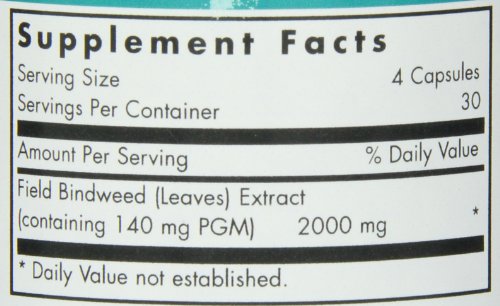 Supplement Facts
Serving Size 4 Capsules
Servings Per Container 30
Amount Per Serving % Daily Value
Field Bindweed (Leaves) Extract
(containing 140 mg PGM) 2000 mg *
* Daily Value not established.